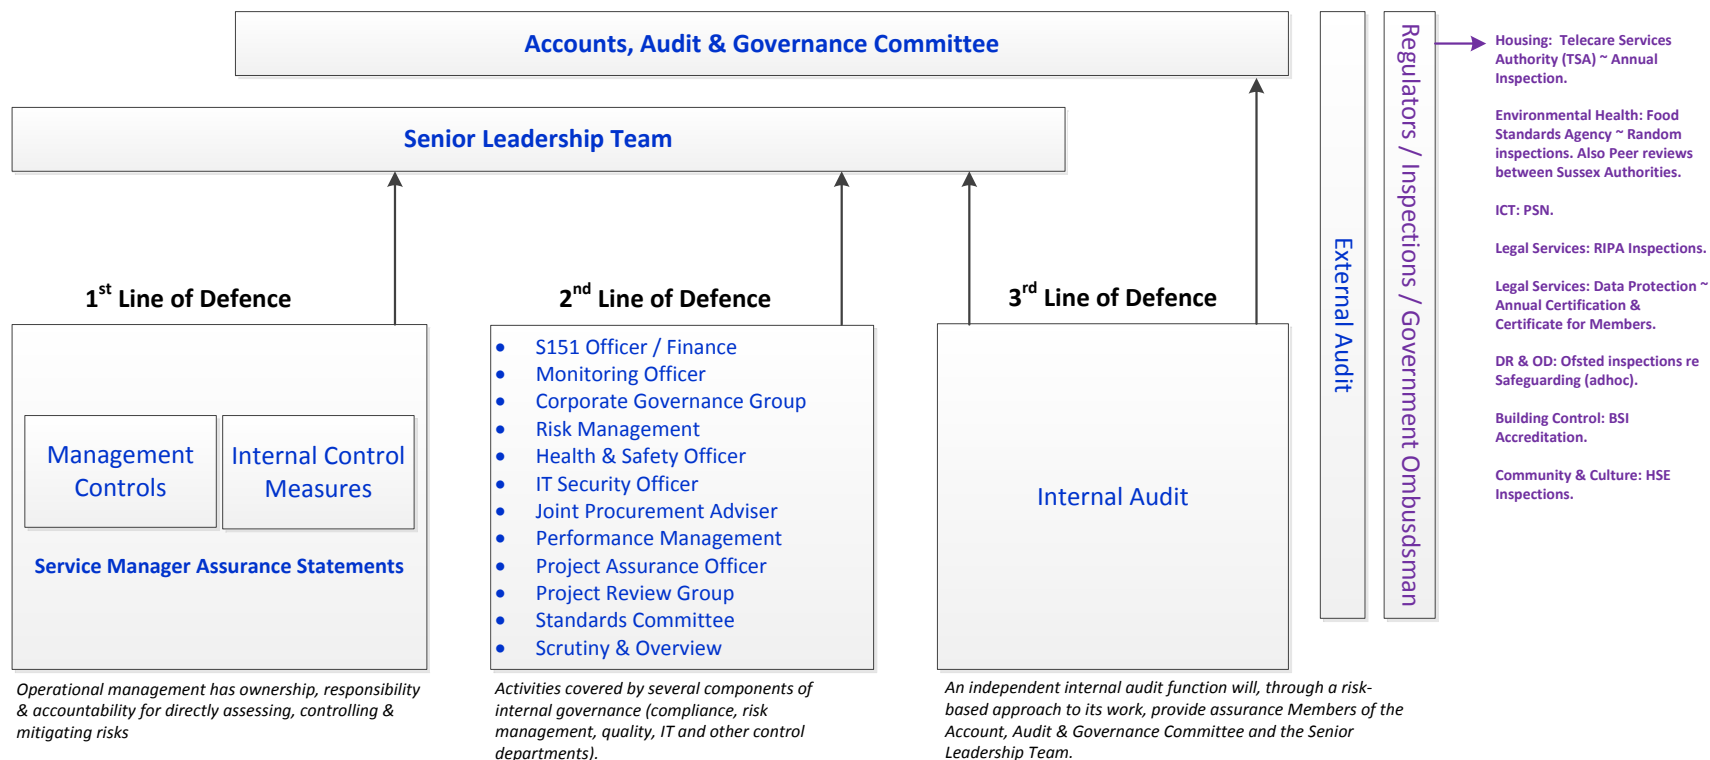 Accounts, Audit & Governance Committee
Senior Leadership Team
1st Line of Defence
Management
Controls
Internal Control
Measures
Service Manager Assurance Statements
Operational management has ownership, responsibility
& accountability for directly assessing, controlling &
mitigating risks
2nd Line of Defence
• S151 Officer / Finance
• Monitoring Officer
• Corporate Governance Group
• Risk Management
• Health & Safety Officer
• IT Security Officer
• Joint Procurement Adviser
• Performance Management
• Project Assurance Officer
• Project Review Group
• Standards Committee
• Scrutiny & Overview
Activities covered by several components of
internal governance (compliance, risk
management, quality, IT and other control
departments).
3rd Line of Defence
Internal Audit
An independent internal audit function will, through a risk-
based approach to its work, provide assurance Members of the
Account, Audit & Governance Committee and the Senior
Leadership Team.
External Audit
Regulators / Inspections / Government Ombusdsman
Housing: Telecare Services
Authority (TSA) ~ Annual
Inspection.
Environmental Health: Food
Standards Agency ~ Random
inspections. Also Peer reviews
between Sussex Authorities.
ICT: PSN.
Legal Services: RIPA Inspections.
Legal Services: Data Protection ~
Annual Certification &
Certificate for Members.
DR & OD: Ofsted inspections re
Safeguarding (adhoc).
Building Control: BSI
Accreditation.
Community & Culture: HSE
Inspections.